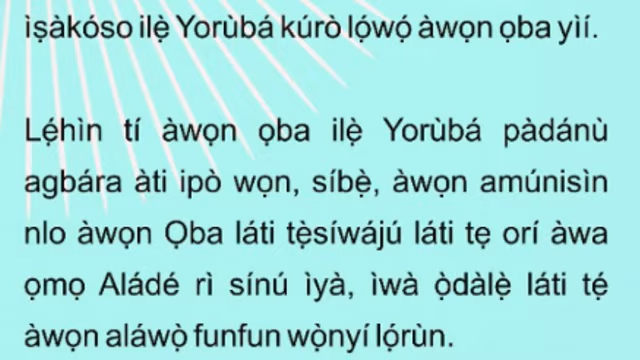 ìṣàkóso ilẹ̀ Yorùbá kúrò lọ́wọ́ àwọn ọba yìí.
Lẹ́hìn tí àwọn ọba ilẹ̀ Yorùbá pàdánù
agbára àti ipò wọn, síbẹ̀, àwọn amúnisìn
nlo àwọn Ọba láti tẹ̀síwájú láti tẹ orí àwa
ọmọ Aládé rì sínú ìyà, ìwà ọ̀dàlẹ̀ láti tẹ́
àwọn aláwọ̀ funfun wọ̀nyí lọ́rùn.